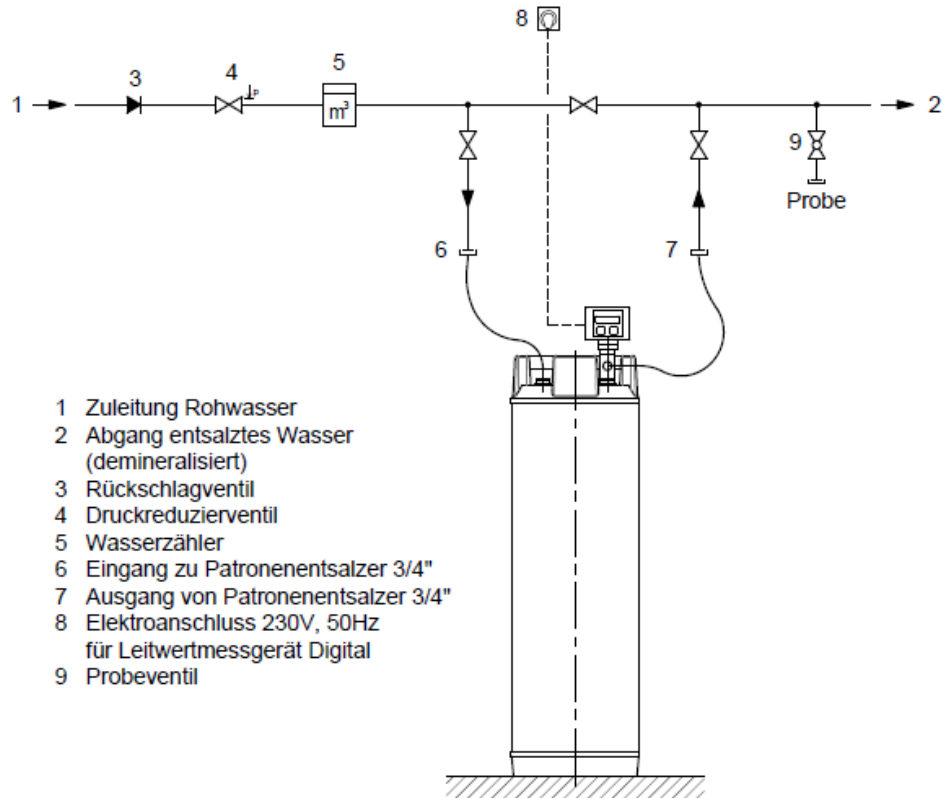 8
3
4
P
5
1
m³
2
9
Probe
6
7
1 Zuleitung Rohwasser
2 Abgang entsalztes Wasser
(demineralisiert)
3 Rückschlagventil
4 Druckreduzierventil
5 Wasserzähler
6 Eingang zu Patronenentsalzer 3/4"
7 Ausgang von Patronenentsalzer 3/4"
8 Elektroanschluss 230V, 50Hz
für Leitwertmessgerät Digital
9 Probeventil